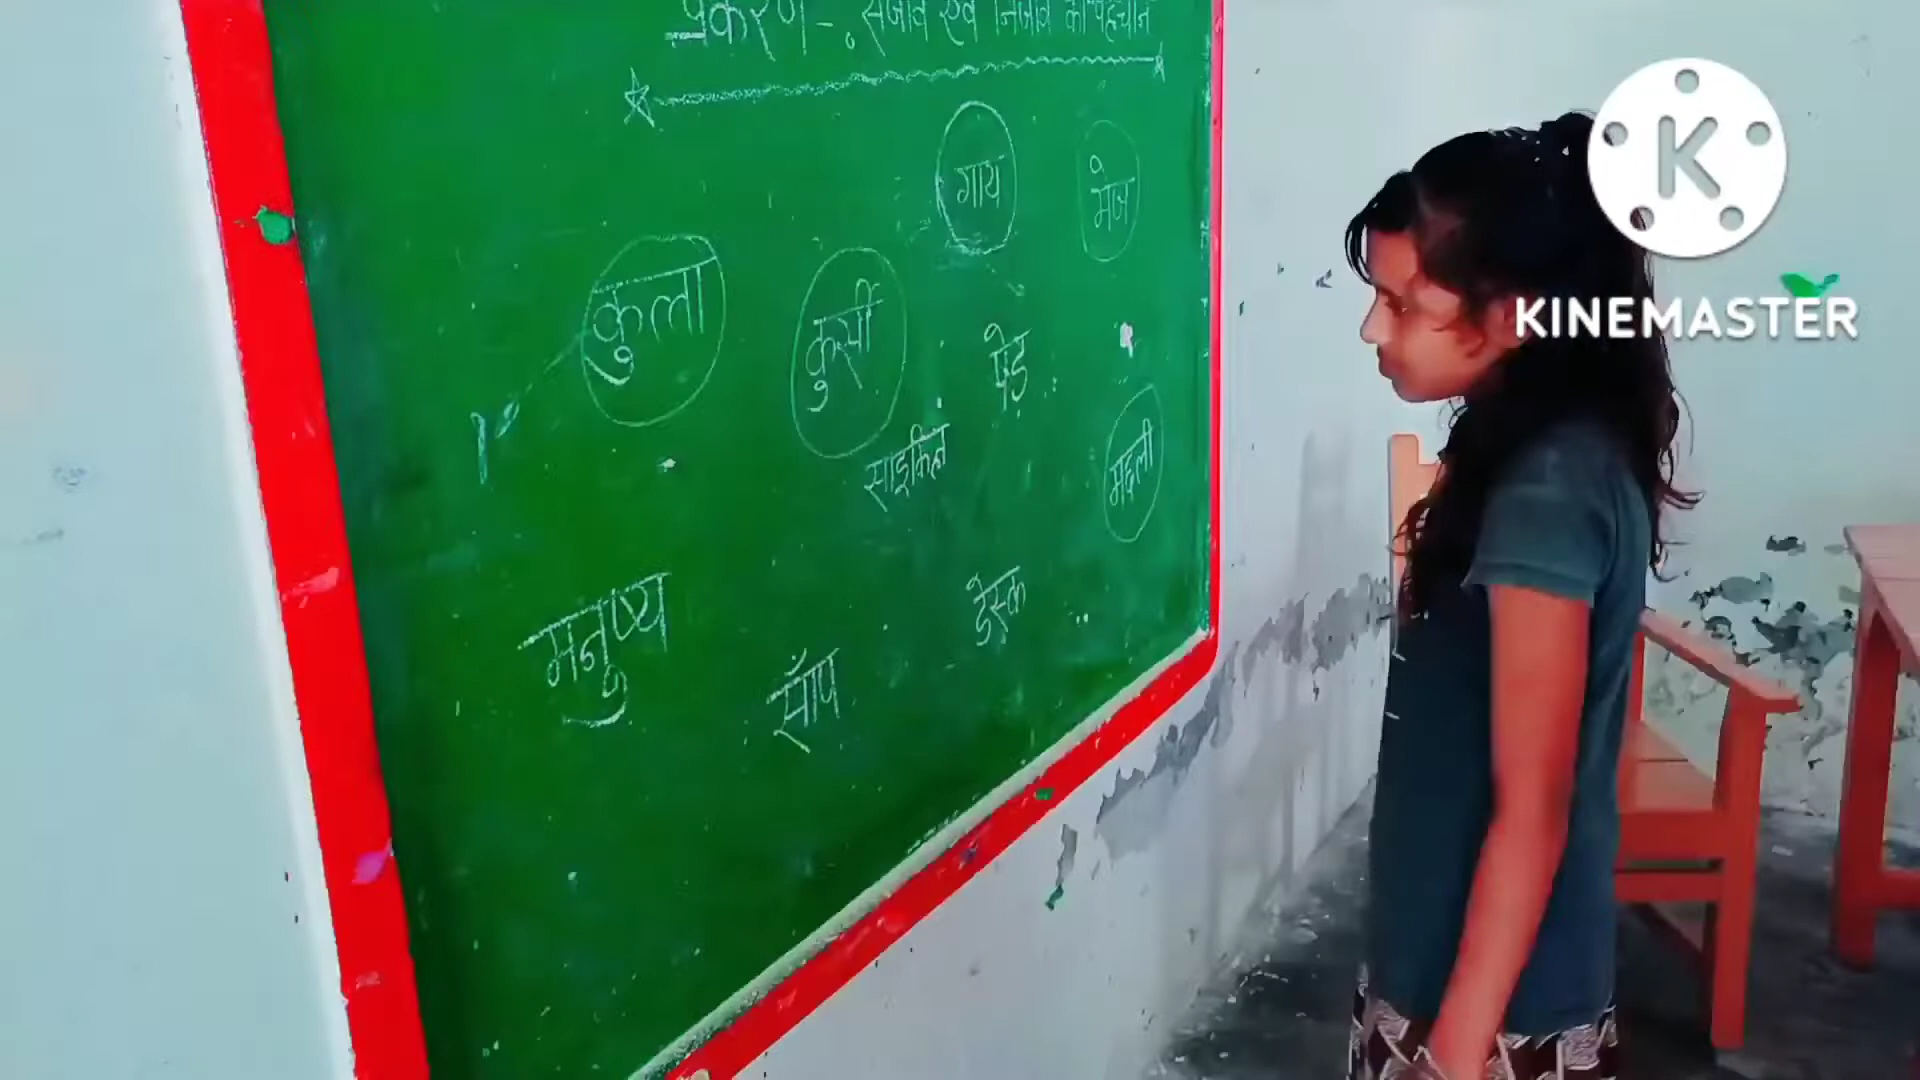 प्रकरण - सजीव एवं निर्जीव की पहचान
गाय
मेज
कुत्ता
कुर्सी
पेड़
साइकिल
मछली
मनुष्य
साँप
डेस्क
K
KINEMASTER